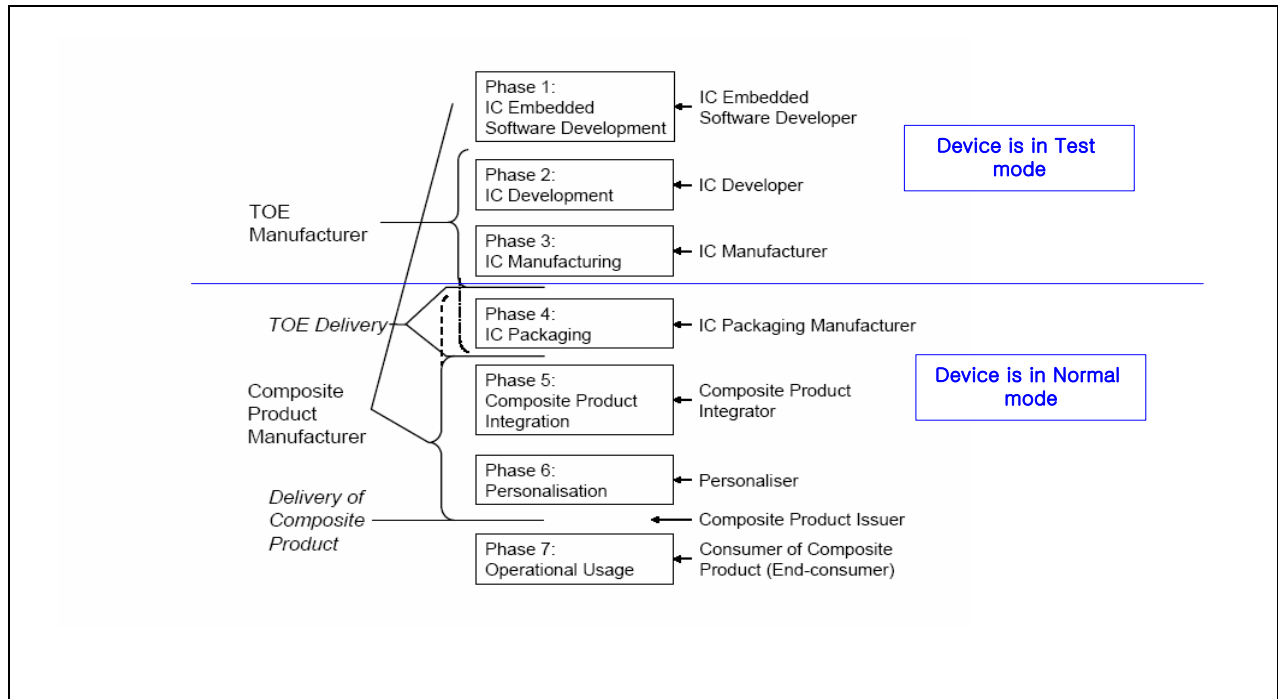 Phase 1:
IC Embedded
Software Development
IC Embedded
Software Developer
Device is in Test
mode
Phase 2:
IC Development
IC Developer
TOE
Manufacturer
Phase 3:
IC Manufacturing
IC Manufacturer
TOE Delivery
Phase 4:
IC Packaging
IC Packaging Manufacturer
Device is in Normal
mode
Composite
Product
Manufacturer
Phase 5:
Composite Product
Integration
Composite Product
Integrator
Phase 6:
Personalisation
Personaliser
Delivery of
Composite
Product
Composite Product Issuer
Phase 7:
Operational Usage
Consumer of Composite
Product (End-consumer)